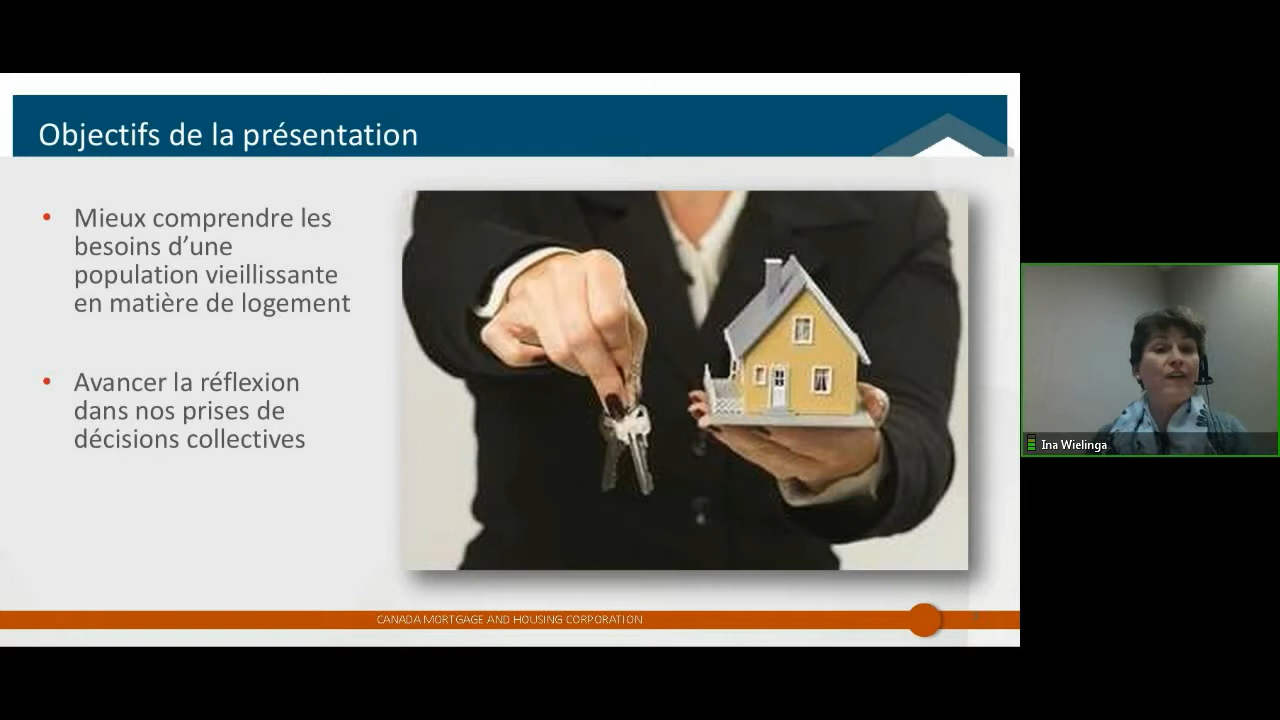 Objectifs de la présentation
• Mieux comprendre les
besoins d’une
population vieillissante
en matière de logement
• Avancer la réflexion
dans nos prises de
décisions collectives
CANADA MORTGAGE AND HOUSING CORPORATION
Ina Wielinga